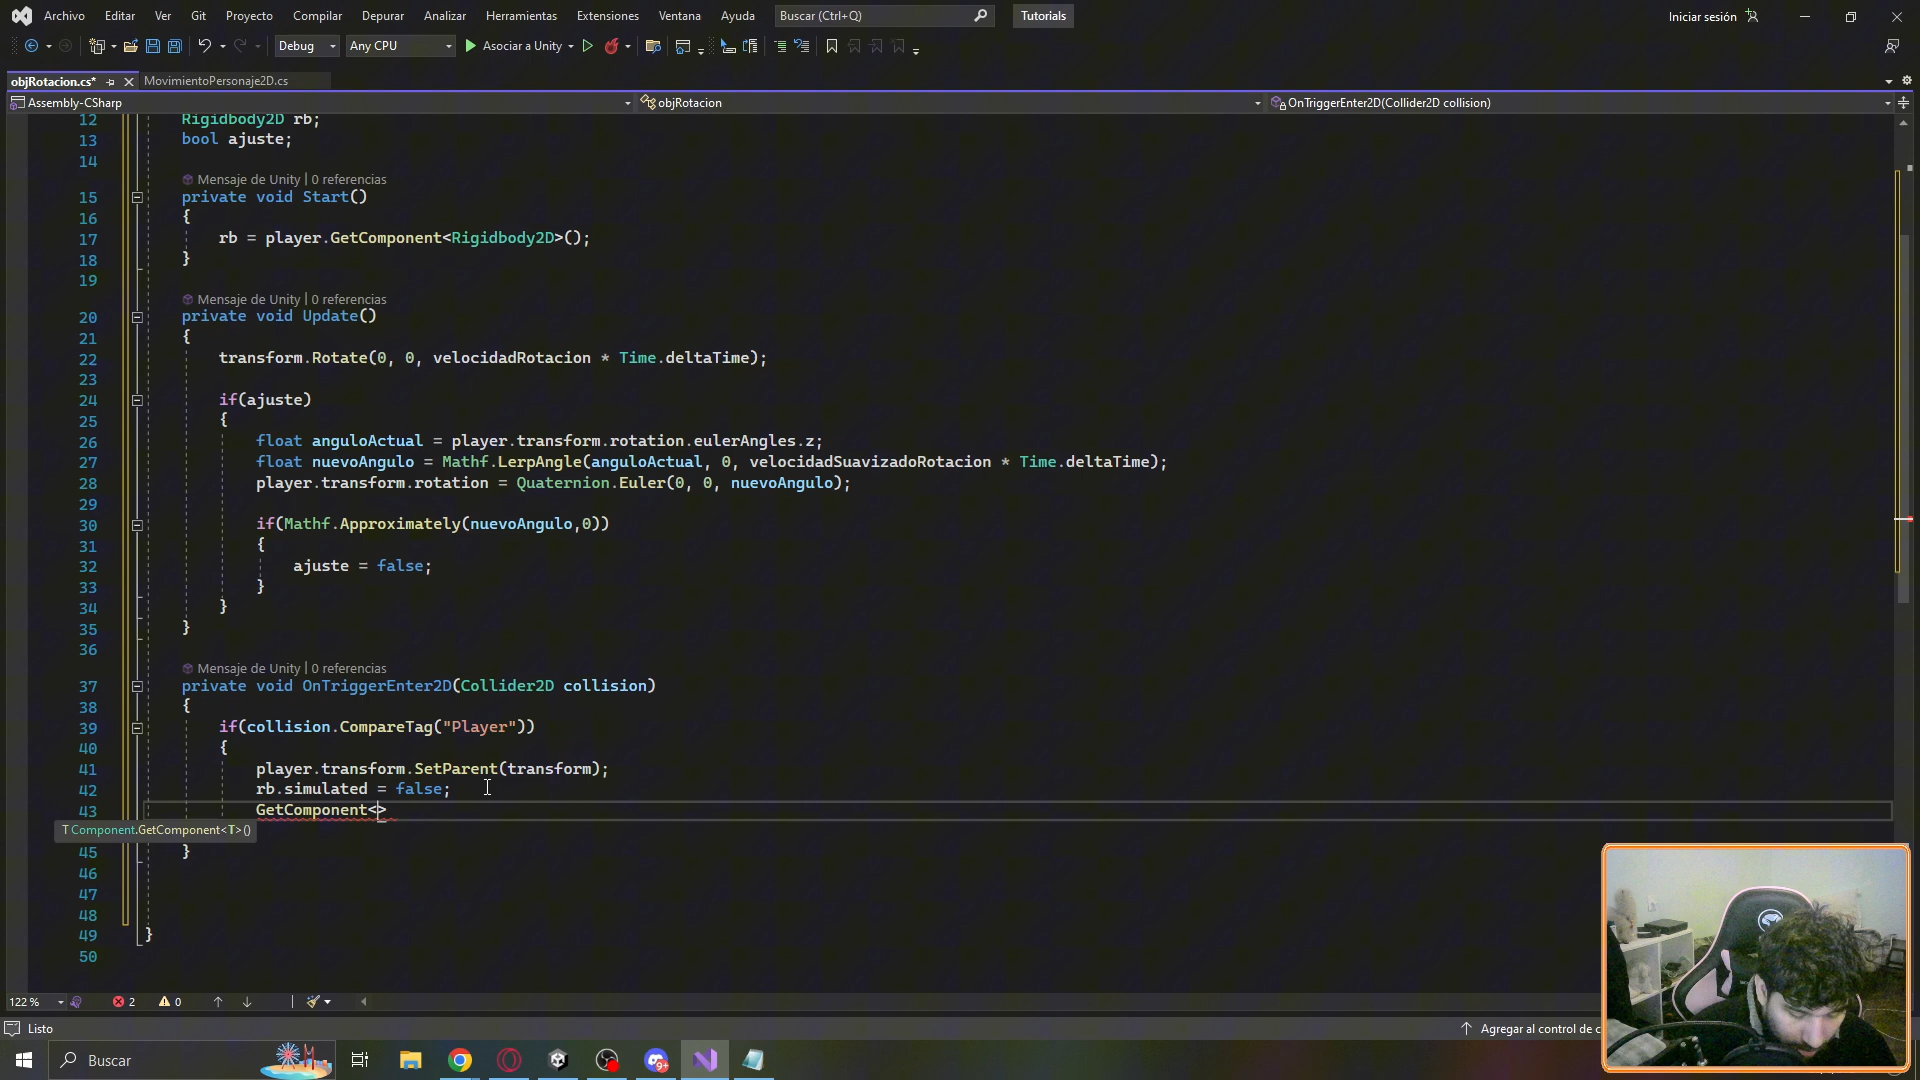 Archivo Editar Ver Git Proyecto Compilar Depurar Analizar Herramientas Extensiones Ventana Ayuda Buscar (Ctrl+Q) Tutorials Iniciar sesión
Debug Any CPU Asociar a Unity
objRotacion.cs* MovimientoPersonaje2D.cs
Assembly-CSharp objRotacion OnTriggerEnter2D(Collider2D collision)
12 Rigidbody2D rb;
13 bool ajuste;
14
Mensaje de Unity | 0 referencias
15 private void Start()
16 {
17 rb = player.GetComponent<Rigidbody2D>();
18 }
19
Mensaje de Unity | 0 referencias
20 private void Update()
21 {
22 transform.Rotate(0, 0, velocidadRotacion * Time.deltaTime);
23
24 if(ajuste)
25 {
26 float anguloActual = player.transform.rotation.eulerAngles.z;
27 float nuevoAngulo = Mathf.LerpAngle(anguloActual, 0, velocidadSuavizadoRotacion * Time.deltaTime);
28 player.transform.rotation = Quaternion.Euler(0, 0, nuevoAngulo);
29
30 if(Mathf.Approximately(nuevoAngulo,0))
31 {
32 ajuste = false;
33 }
34 }
35 }
36
Mensaje de Unity | 0 referencias
37 private void OnTriggerEnter2D(Collider2D collision)
38 {
39 if(collision.CompareTag("Player"))
40 {
41 player.transform.SetParent(transform);
42 rb.simulated = false;
43 GetComponent<>
T Component.GetComponent<T>()
45 }
46
47
48
49 }
50
122 % 2 0
Listo Agregar al control de c
Buscar 9+